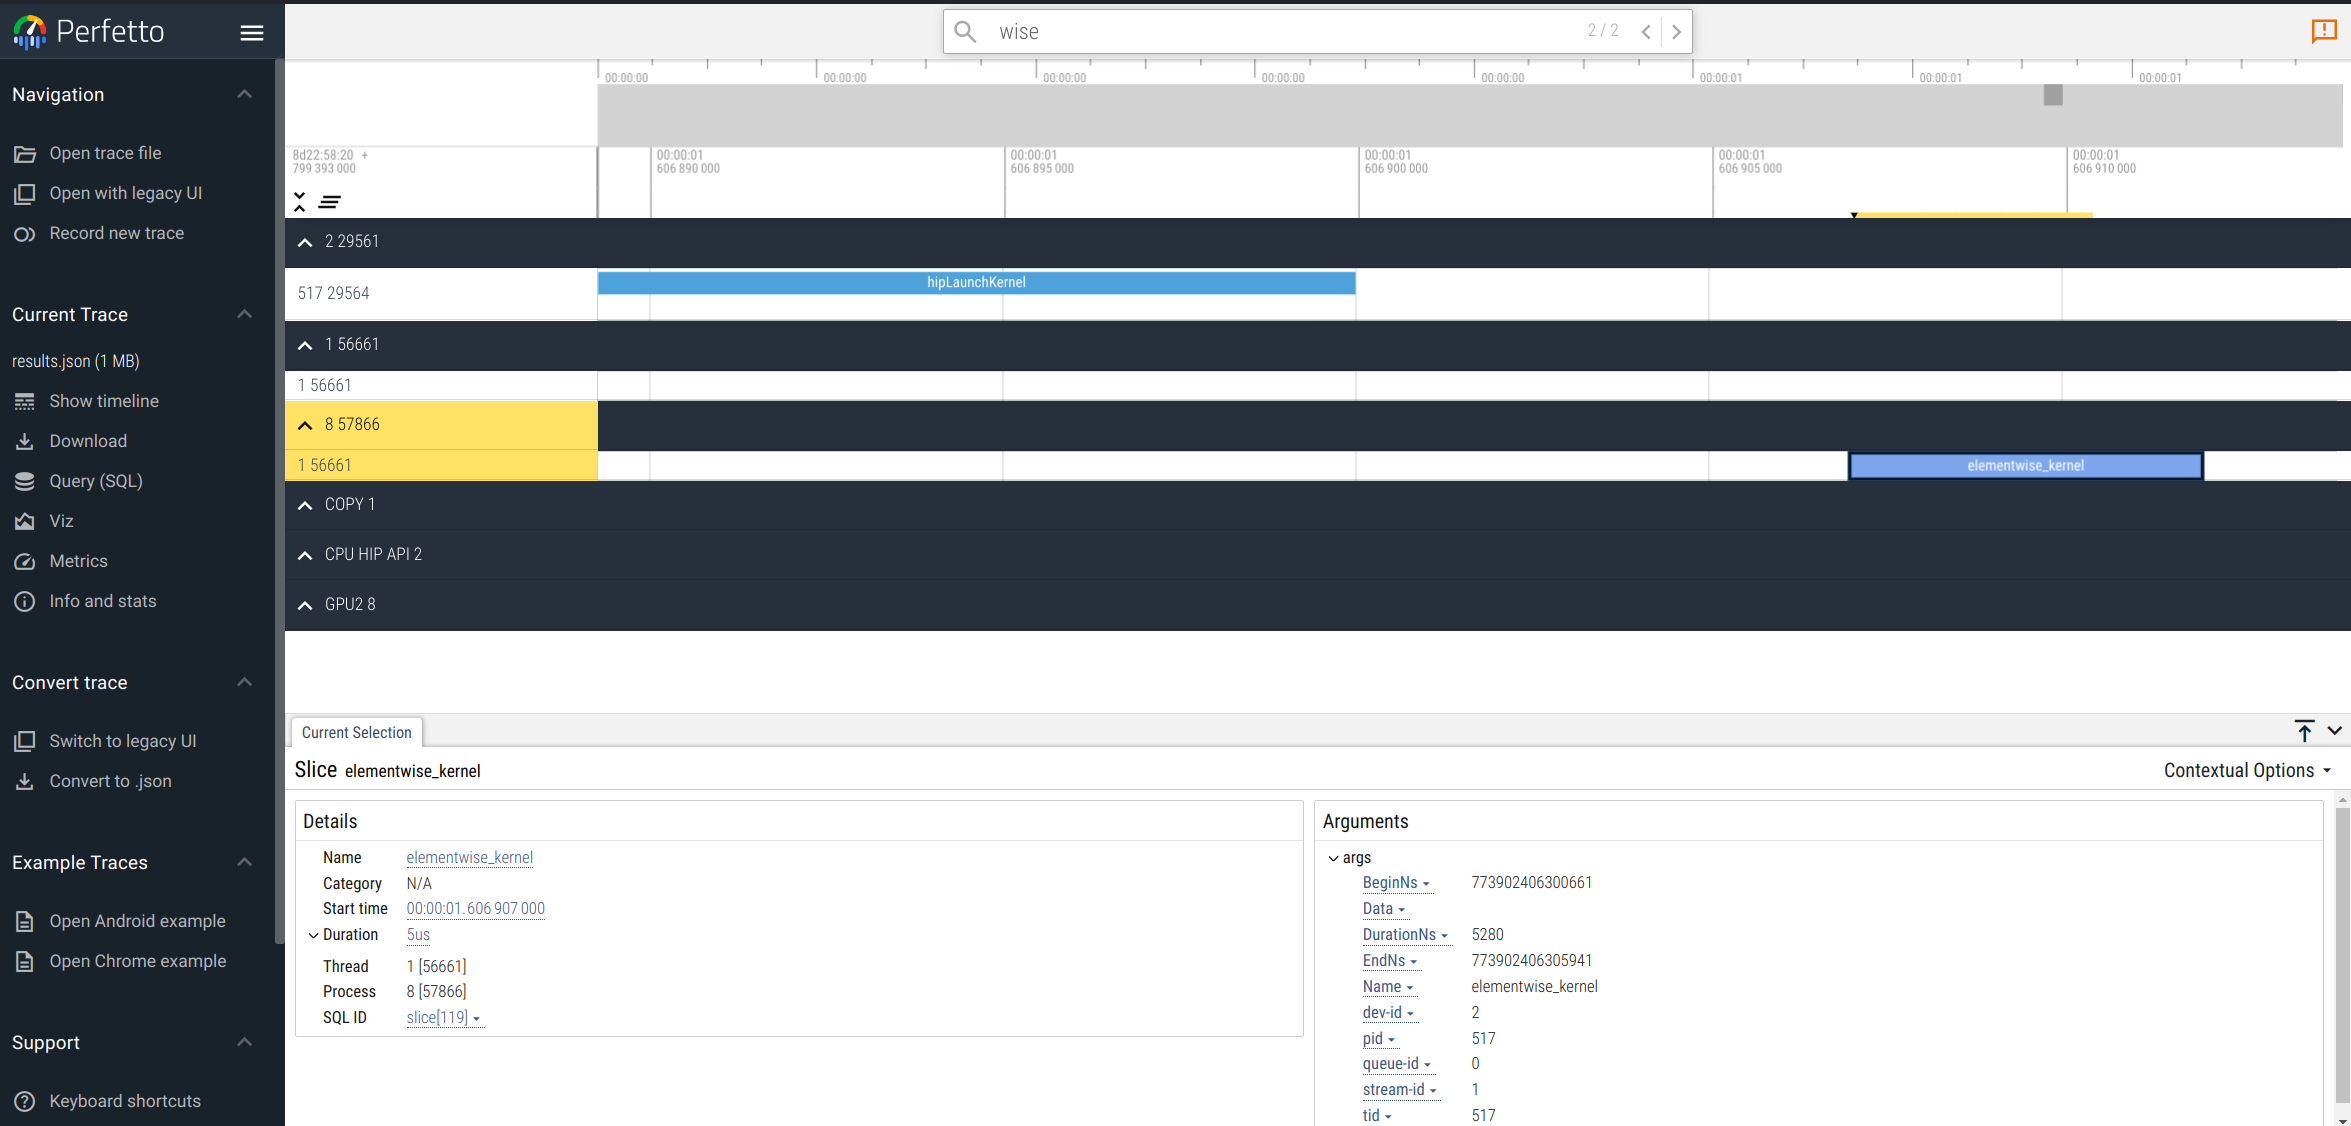 Perfetto
wise
2 / 2
Navigation
Open trace file
Open with legacy UI
Record new trace
Current Trace
results.json (1 MB)
Show timeline
Download
Query (SQL)
Viz
Metrics
Info and stats
Convert trace
Switch to legacy UI
Convert to .json
Example Traces
Open Android example
Open Chrome example
Support
Keyboard shortcuts
00:00:00 00:00:00 00:00:00 00:00:00 00:00:00 00:00:01 00:00:01 00:00:01
8d22:58:20 +
799 393 000
00:00:01 00:00:01 00:00:01 00:00:01 00:00:01
606 890 000 606 895 000 606 900 000 606 905 000 606 910 000
2 29561
517 29564
hipLaunchKernel
1 56661
1 56661
8 57866
1 56661
elementwise_kernel
COPY 1
CPU HIP API 2
GPU2 8
Current Selection
Slice elementwise_kernel
Contextual Options
Details
Name elementwise_kernel
Category N/A
Start time 00:00:01.606 907 000
Duration 5us
Thread 1 [56661]
Process 8 [57866]
SQL ID slice[119]
Arguments
args
BeginNs 773902406300661
Data
DurationNs 5280
EndNs 773902406305941
Name elementwise_kernel
dev-id 2
pid 517
queue-id 0
stream-id 1
tid 517